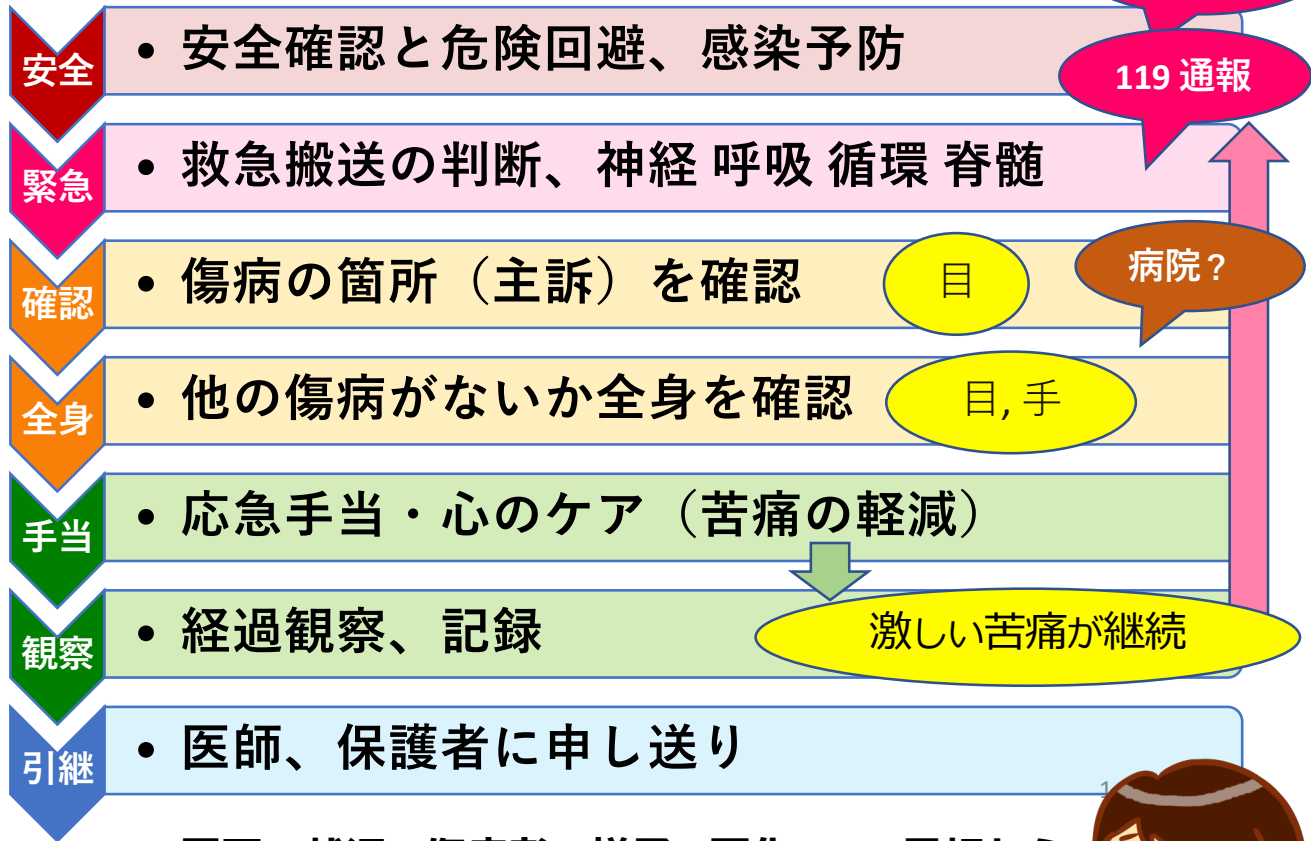 安全
• 安全確認と危険回避、感染予防
119 通報
緊急
• 救急搬送の判断、神経 呼吸 循環 脊髄
確認
• 傷病の箇所（主訴）を確認
目
病院？
全身
• 他の傷病がないか全身を確認
目, 手
手当
• 応急手当・心のケア（苦痛の軽減）
観察
• 経過観察、記録
激しい苦痛が継続
引継
• 医師、保護者に申し送り
1